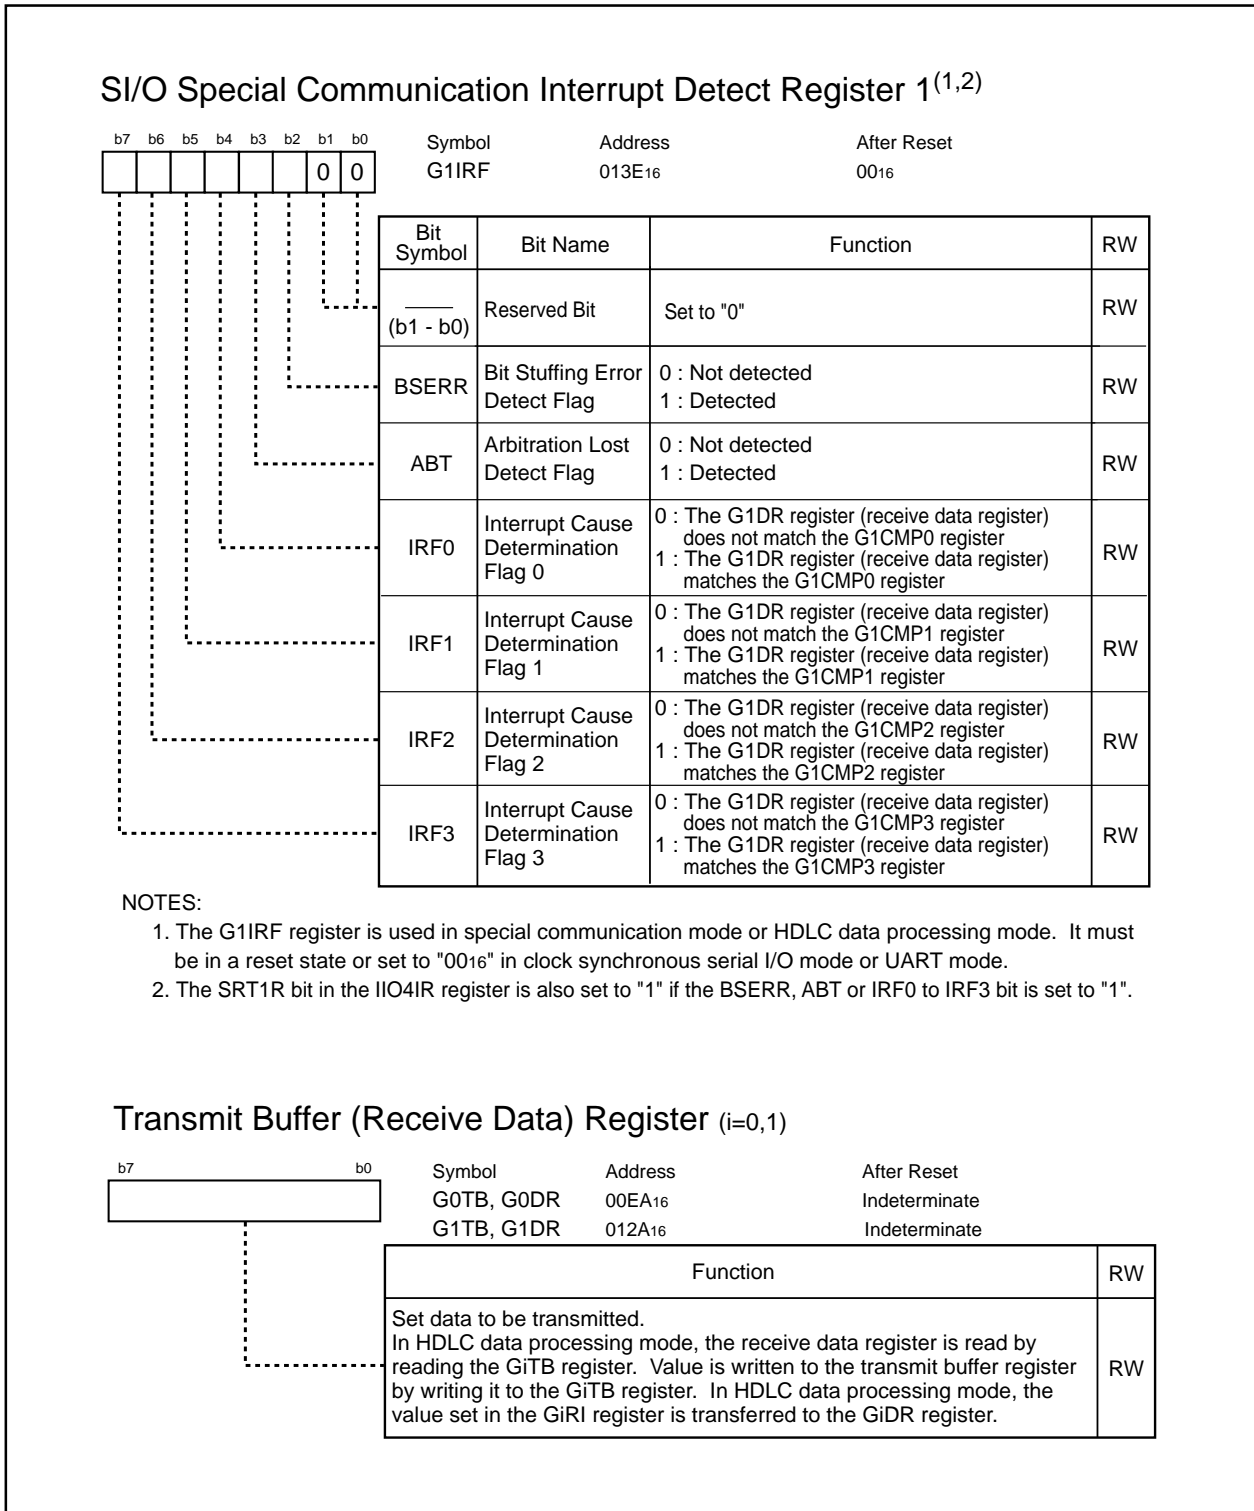 SI/O Special Communication Interrupt Detect Register 1(1,2)
b7 b6 b5 b4 b3 b2 b1 b0
Symbol Address After Reset
0 0 G1IRF 013E16 0016
Bit Symbol Bit Name Function RW
(b1 - b0) Reserved Bit Set to "0" RW
BSERR Bit Stuffing Error Detect Flag 0 : Not detected
1 : Detected RW
ABT Arbitration Lost Detect Flag 0 : Not detected
1 : Detected RW
IRF0 Interrupt Cause Determination Flag 0 0 : The G1DR register (receive data register)
does not match the G1CMP0 register
1 : The G1DR register (receive data register)
matches the G1CMP0 register RW
IRF1 Interrupt Cause Determination Flag 1 0 : The G1DR register (receive data register)
does not match the G1CMP1 register
1 : The G1DR register (receive data register)
matches the G1CMP1 register RW
IRF2 Interrupt Cause Determination Flag 2 0 : The G1DR register (receive data register)
does not match the G1CMP2 register
1 : The G1DR register (receive data register)
matches the G1CMP2 register RW
IRF3 Interrupt Cause Determination Flag 3 0 : The G1DR register (receive data register)
does not match the G1CMP3 register
1 : The G1DR register (receive data register)
matches the G1CMP3 register RW
NOTES:
1. The G1IRF register is used in special communication mode or HDLC data processing mode. It must
be in a reset state or set to "0016" in clock synchronous serial I/O mode or UART mode.
2. The SRT1R bit in the IIO4IR register is also set to "1" if the BSERR, ABT or IRF0 to IRF3 bit is set to "1".
Transmit Buffer (Receive Data) Register (i=0,1)
b7 b0
Symbol Address After Reset
G0TB, G0DR 00EA16 Indeterminate
G1TB, G1DR 012A16 Indeterminate
Function RW
Set data to be transmitted.
In HDLC data processing mode, the receive data register is read by
reading the GiTB register. Value is written to the transmit buffer register
by writing it to the GiTB register. In HDLC data processing mode, the
value set in the GiRI register is transferred to the GiDR register.
RW